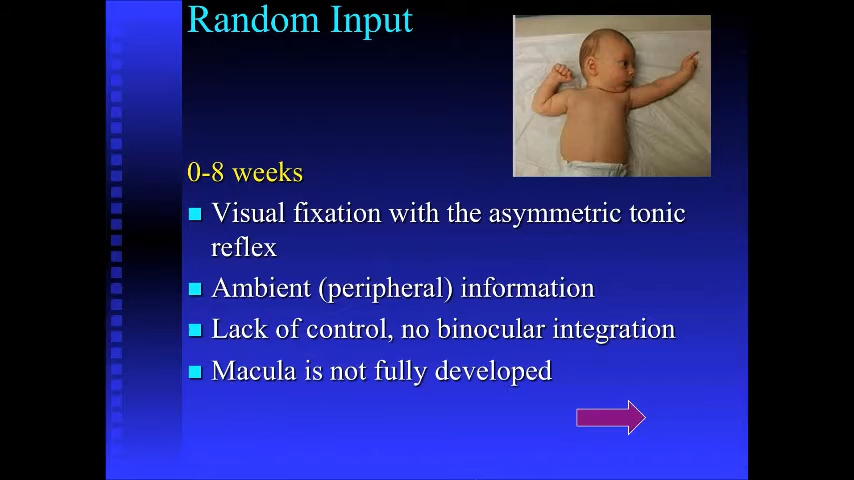 Random Input
0-8 weeks
Visual fixation with the asymmetric tonic
reflex
Ambient (peripheral) information
Lack of control, no binocular integration
Macula is not fully developed